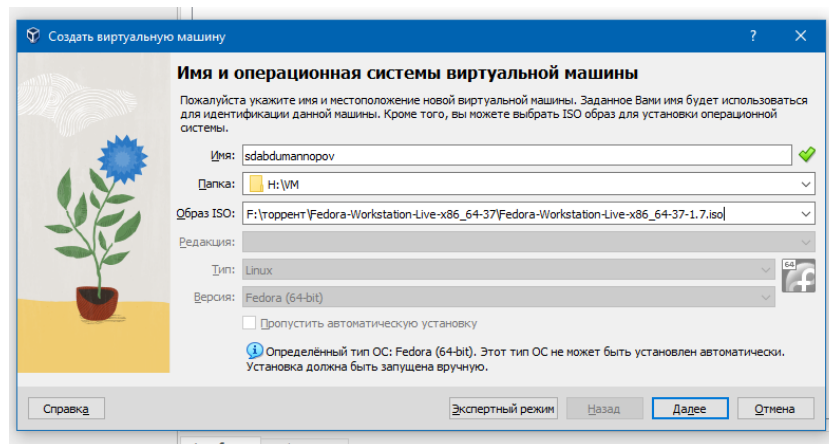 Создать виртуальную машину
Имя и операционная системы виртуальной машины
Пожалуйста укажите имя и местоположение новой виртуальной машины. Заданное Вами имя будет использоваться
для идентификации данной машины. Кроме того, вы можете выбрать ISO образ для установки операционной
системы.
Имя: sdabdumannopov
Папка: H:\VM
Образ ISO: F:\торрент\Fedora-Workstation-Live-x86_64-37\Fedora-Workstation-Live-x86_64-37-1.7.iso
Редакция:
Тип: Linux
64
Версия: Fedora (64-bit)
Пропустить автоматическую установку
Определённый тип ОС: Fedora (64-bit). Этот тип ОС не может быть установлен автоматически.
Установка должна быть запущена вручную.
Справка Экспертный режим Назад Далее Отмена